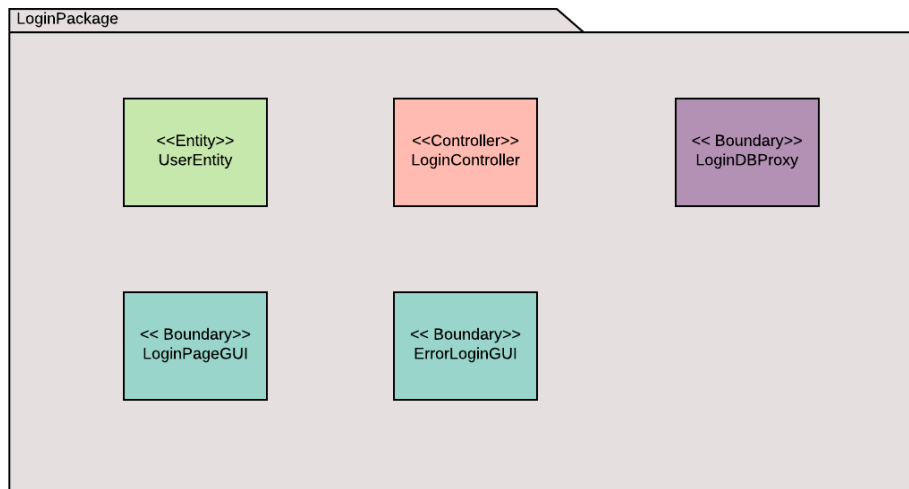 LoginPackage
<<Entity>>
UserEntity
<<Controller>>
LoginController
<< Boundary>>
LoginDBProxy
<< Boundary>>
LoginPageGUI
<< Boundary>>
ErrorLoginGUI